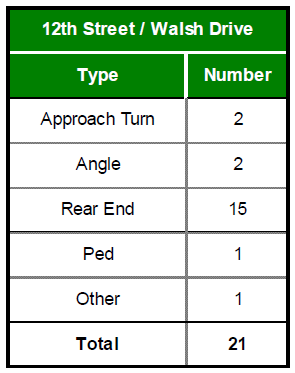 12th Street / Walsh Drive
Type Number
Approach Turn 2
Angle 2
Rear End 15
Ped 1
Other 1
Total 21